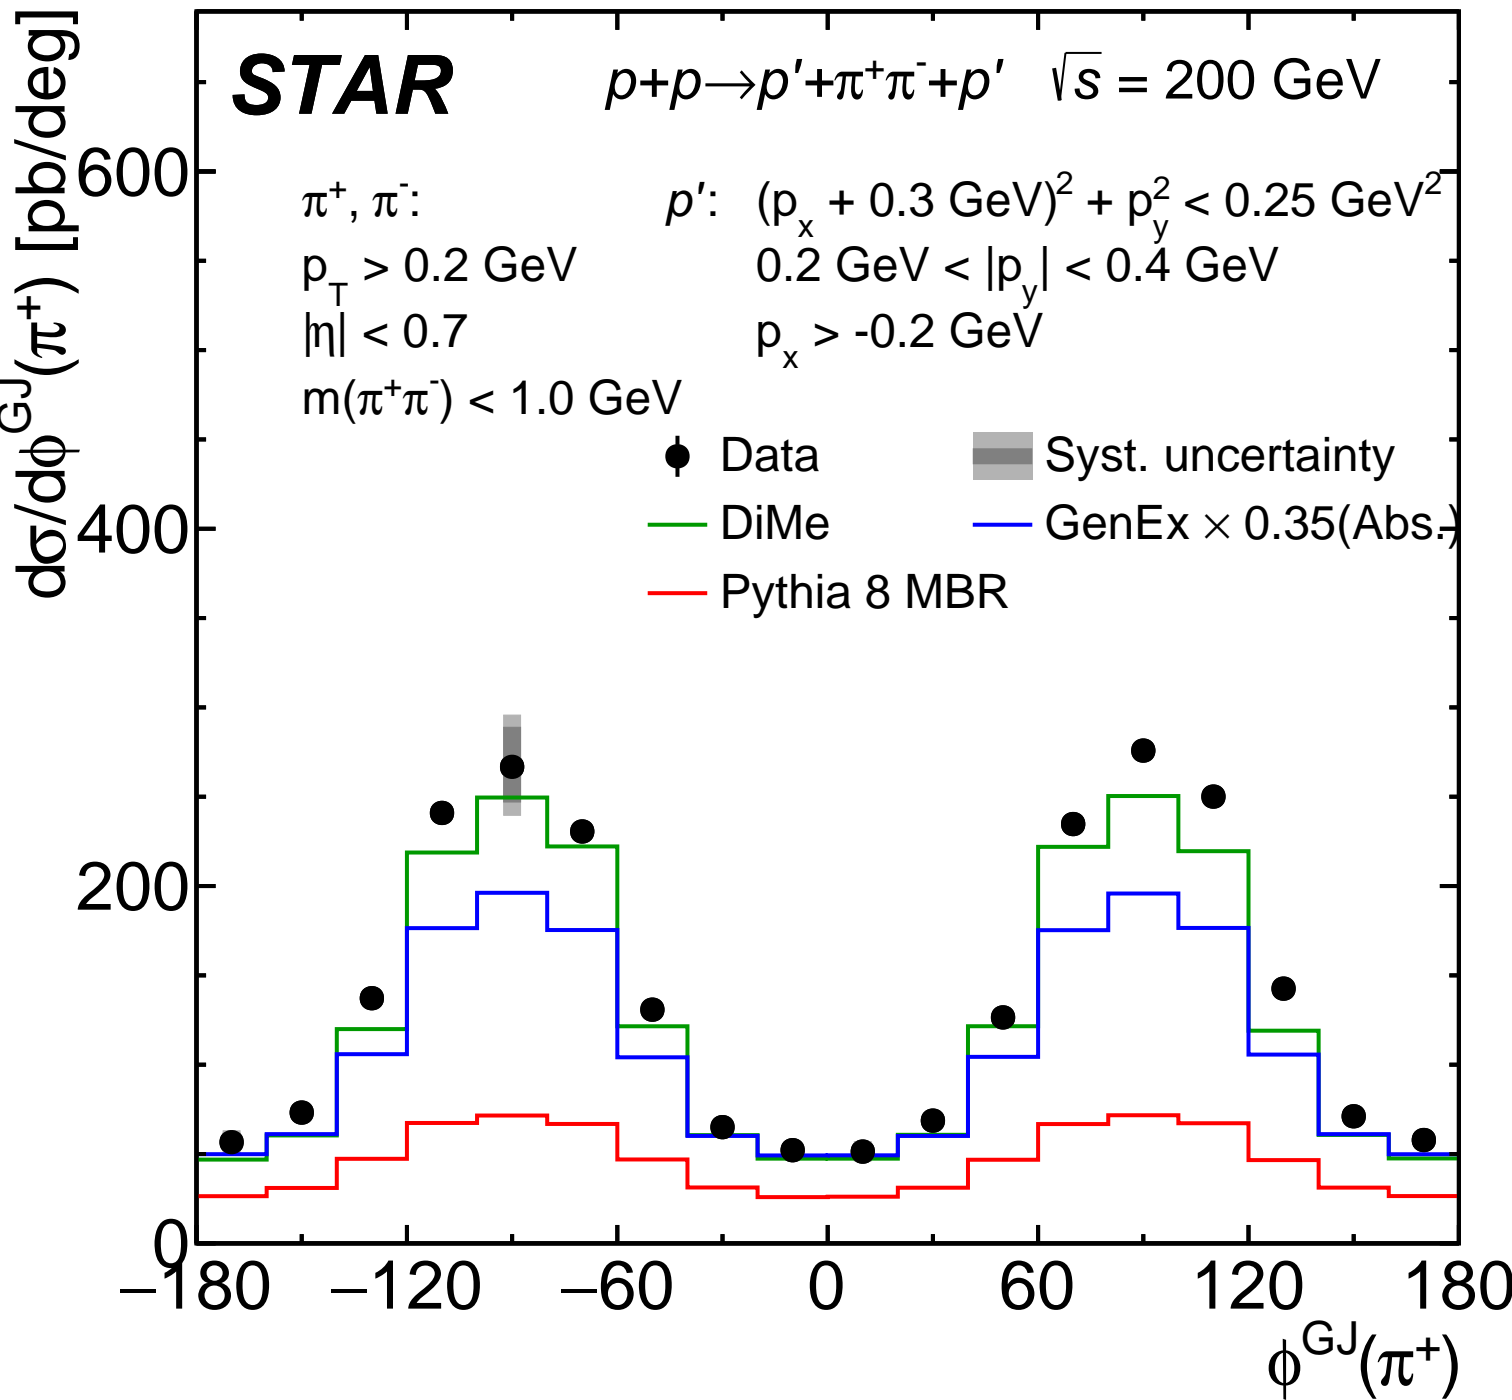 STAR p+p→p′+π⁺π⁻+p′ √s = 200 GeV
π⁺, π⁻: p′: (pₓ + 0.3 GeV)² + p_y² < 0.25 GeV²
p_T > 0.2 GeV 0.2 GeV < |p_y| < 0.4 GeV
|η| < 0.7 pₓ > -0.2 GeV
m(π⁺π⁻) < 1.0 GeV
Data Syst. uncertainty
DiMe GenEx × 0.35(Abs.)
Pythia 8 MBR
dσ/dϕ^GJ(π⁺) [pb/deg]
600
400
200
0
−180 −120 −60 0 60 120 180
ϕ^GJ(π⁺)